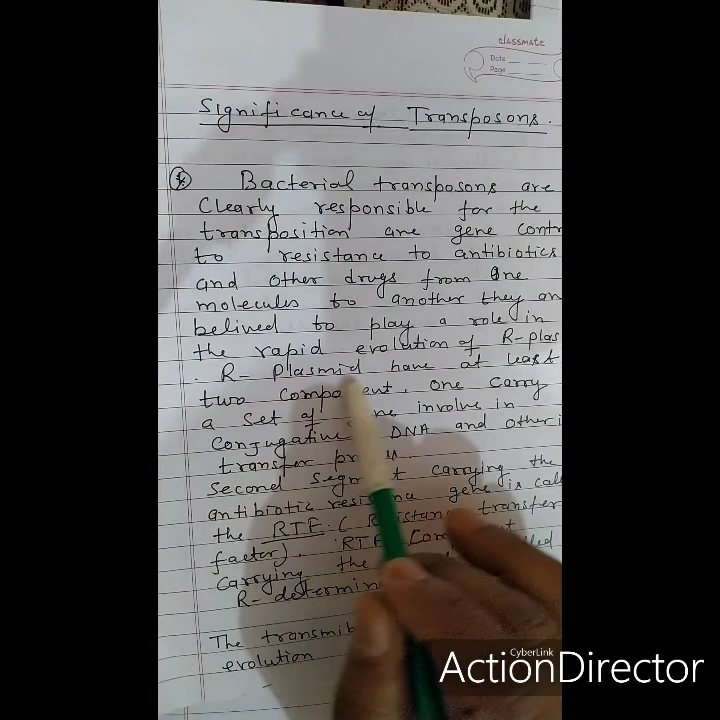 classmate
Date
Page
Significance of Transposons.
Bacterial transposons are
Clearly responsible for the
transposition are gene contr
to resistance to antibiotics
and other drugs from one
molecules to another they an
belived to play a role in
the rapid evolution of R-plas
R- Plasmid have at least
two component, one carry
a set of involve in
Conjugative DNA and other i
transfer
Second carrying the
antibiotic gene is call
the RTF ( transfer
factor). RTF
carrying the
R-
The
evolution
CyberLink
ActionDirector